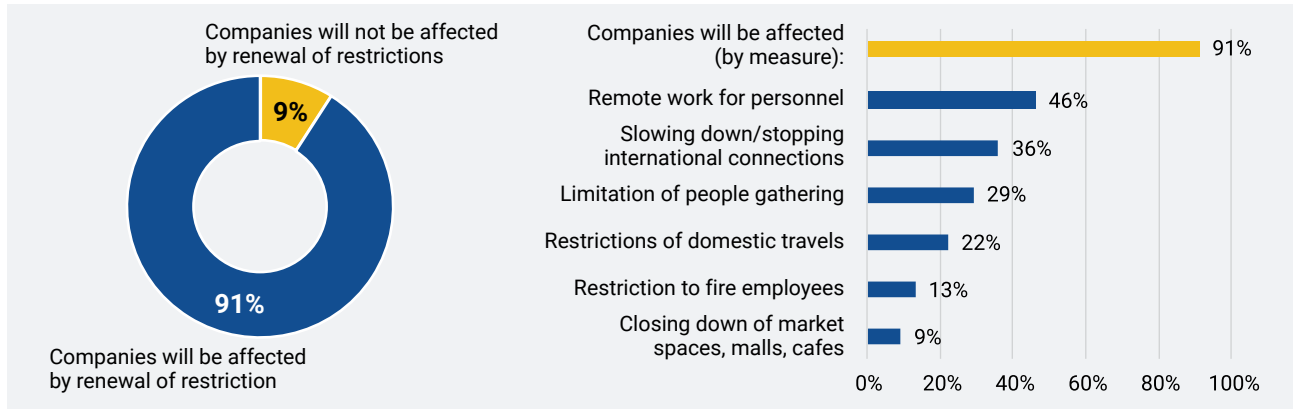 Companies will not be affected
by renewal of restrictions
9%
91%
Companies will be affected
by renewal of restriction
Companies will be affected
(by measure):
91%
Remote work for personnel
46%
Slowing down/stopping
international connections
36%
Limitation of people gathering
29%
Restrictions of domestic travels
22%
Restriction to fire employees
13%
Closing down of market
spaces, malls, cafes
9%
0% 20% 40% 60% 80% 100%